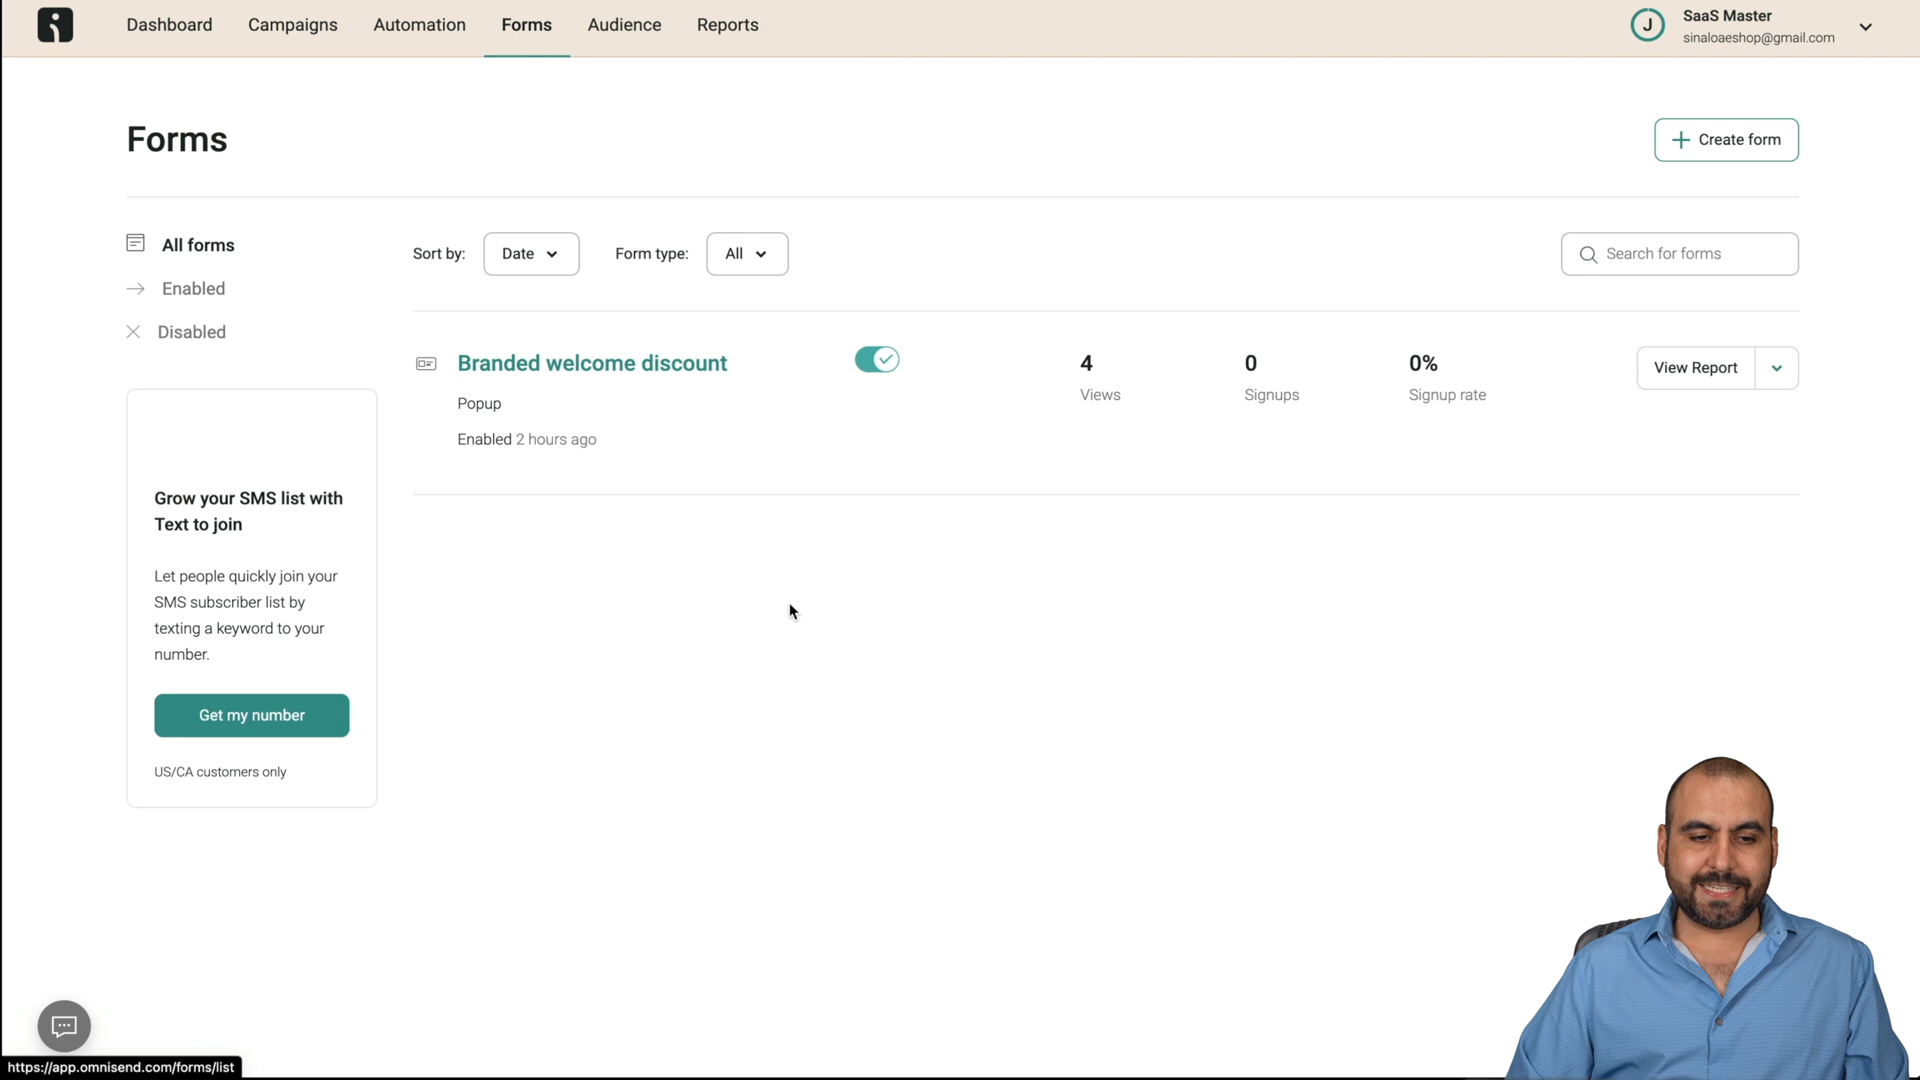 Dashboard Campaigns Automation Forms Audience Reports
J SaaS Master
sinaloaeshop@gmail.com
Forms
Create form
All forms
Enabled
Disabled
Sort by: Date Form type: All
Search for forms
Branded welcome discount
Popup
Enabled 2 hours ago
4
Views
0
Signups
0%
Signup rate
View Report
Grow your SMS list with
Text to join
Let people quickly join your
SMS subscriber list by
texting a keyword to your
number.
Get my number
US/CA customers only
https://app.omnisend.com/forms/list